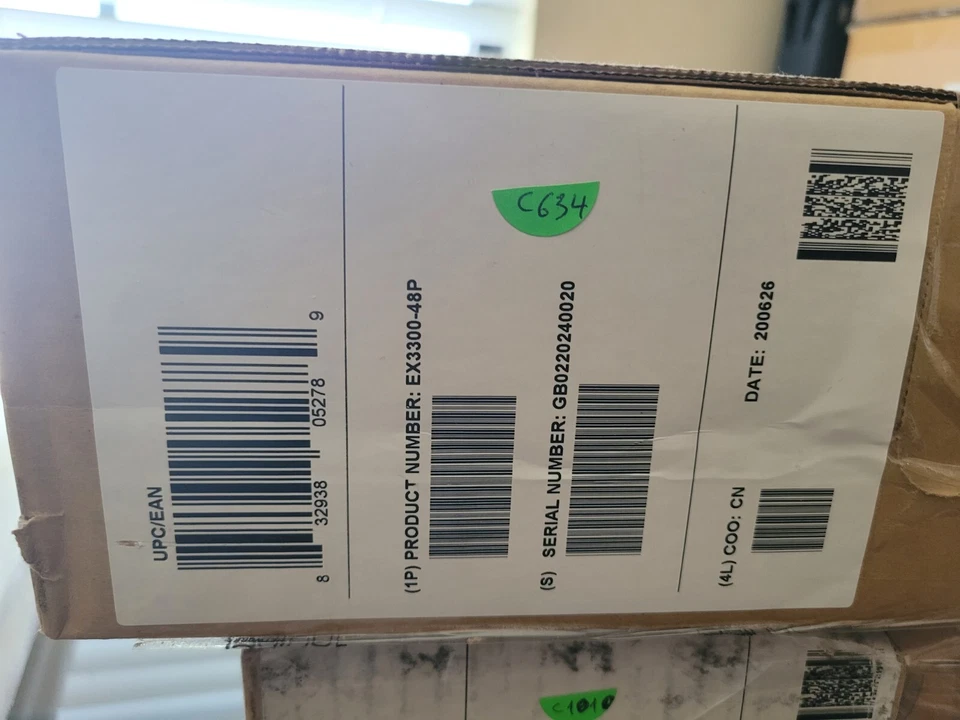 UPC/EAN
8 32938 05278 9
(1P) PRODUCT NUMBER: EX3300-48P
C634
(S) SERIAL NUMBER: GB0220240020
(4L) COO: CN
DATE: 200626
C1010